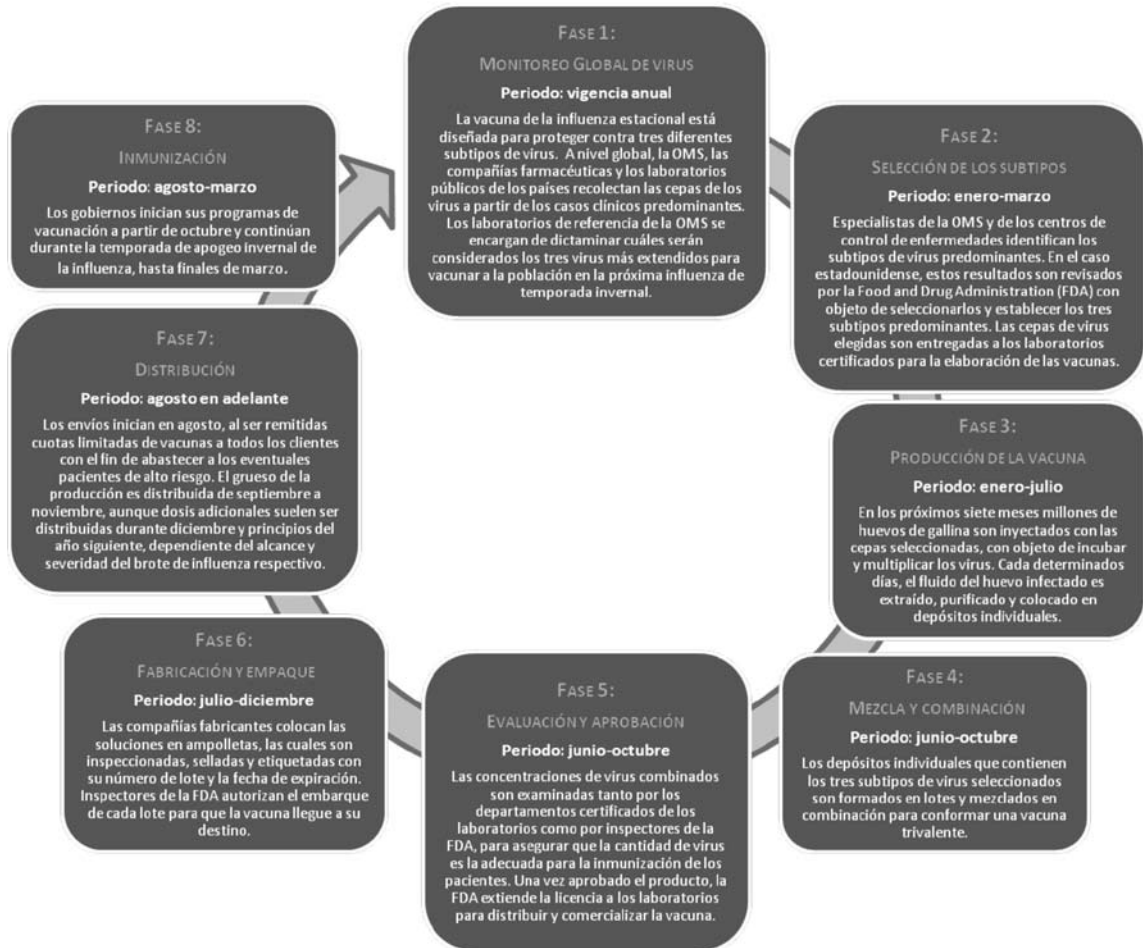 FASE 1:
MONITOREO GLOBAL DE VIRUS
Periodo: vigencia anual
La vacuna de la influenza estacional está
diseñada para proteger contra tres diferentes
subtipos de virus. A nivel global, la OMS, las
compañías farmacéuticas y los laboratorios
públicos de los países recolectan las cepas de los
virus a partir de los casos clínicos predominantes.
Los laboratorios de referencia de la OMS se
encargan de dictaminar cuáles serán
considerados los tres virus más extendidos para
vacunar a la población en la próxima influenza de
temporada invernal.
FASE 2:
SELECCIÓN DE LOS SUBTIPOS
Periodo: enero-marzo
Especialistas de la OMS y de los centros de
control de enfermedades identifican los
subtipos de virus predominantes. En el caso
estadounidense, estos resultados son revisados
por la Food and Drug Administration (FDA) con
objeto de seleccionarlos y establecer los tres
subtipos predominantes. Las cepas de virus
elegidas son entregadas a los laboratorios
certificados para la elaboración de las vacunas.
FASE 3:
PRODUCCIÓN DE LA VACUNA
Periodo: enero-julio
En los próximos siete meses millones de
huevos de gallina son inyectados con las
cepas seleccionadas, con objeto de incubar
y multiplicar los virus. Cada determinados
días, el fluido del huevo infectado es
extraído, purificado y colocado en
depósitos individuales.
FASE 4:
MEZCLA Y COMBINACIÓN
Periodo: junio-octubre
Los depósitos individuales que contienen
los tres subtipos de virus seleccionados
son formados en lotes y mezclados en
combinación para conformar una vacuna
trivalente.
FASE 5:
EVALUACIÓN Y APROBACIÓN
Periodo: junio-octubre
Las concentraciones de virus combinados
son examinadas tanto por los
departamentos certificados de los
laboratorios como por inspectores de la
FDA, para asegurar que la cantidad de virus
es la adecuada para la inmunización de los
pacientes. Una vez aprobado el producto, la
FDA extiende la licencia a los laboratorios
para distribuir y comercializar la vacuna.
FASE 6:
FABRICACIÓN Y EMPAQUE
Periodo: julio-diciembre
Las compañías fabricantes colocan las
soluciones en ampolletas, las cuales son
inspeccionadas, selladas y etiquetadas con
su número de lote y la fecha de expiración.
Inspectores de la FDA autorizan el embarque
de cada lote para que la vacuna llegue a su
destino.
FASE 7:
DISTRIBUCIÓN
Periodo: agosto en adelante
Los envíos inician en agosto, al ser remitidas
cuotas limitadas de vacunas a todos los clientes
con el fin de abastecer a los eventuales
pacientes de alto riesgo. El grueso de la
producción es distribuida de septiembre a
noviembre, aunque dosis adicionales suelen ser
distribuidas durante diciembre y principios del
año siguiente, dependiente del alcance y
severidad del brote de influenza respectivo.
FASE 8:
INMUNIZACIÓN
Periodo: agosto-marzo
Los gobiernos inician sus programas de
vacunación a partir de octubre y continúan
durante la temporada de apogeo invernal de
la influenza, hasta finales de marzo.